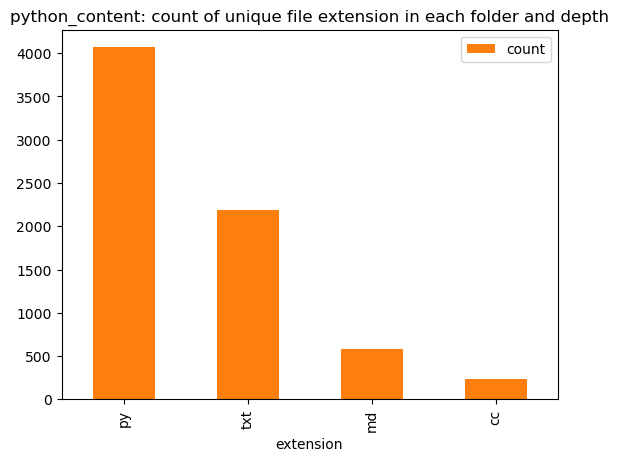 python_content: count of unique file extension in each folder and depth
count
4000
3500
3000
2500
2000
1500
1000
500
0
py
txt
md
cc
extension